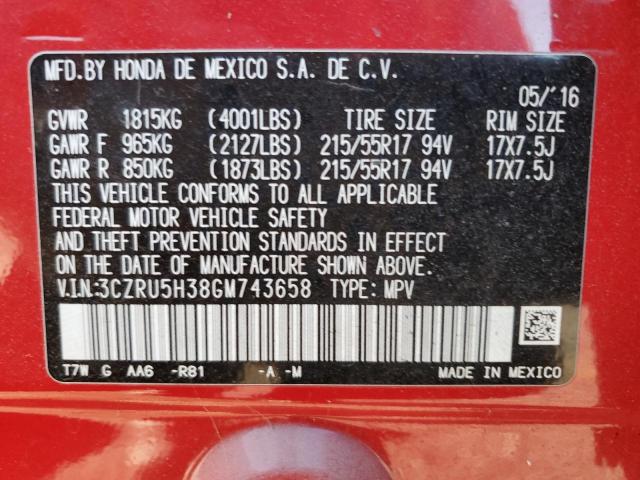 MFD.BY HONDA DE MEXICO S.A. DE C.V.
05/'16
GVWR 1815KG (4001LBS) TIRE SIZE RIM SIZE
GAWR F 965KG (2127LBS) 215/55R17 94V 17X7.5J
GAWR R 850KG (1873LBS) 215/55R17 94V 17X7.5J
THIS VEHICLE CONFORMS TO ALL APPLICABLE
FEDERAL MOTOR VEHICLE SAFETY
AND THEFT PREVENTION STANDARDS IN EFFECT
ON THE DATE OF MANUFACTURE SHOWN ABOVE.
V.I.N.:3CZRU5H38GM743658 TYPE: MPV
T7W G AA6 -R81 -A -M MADE IN MEXICO